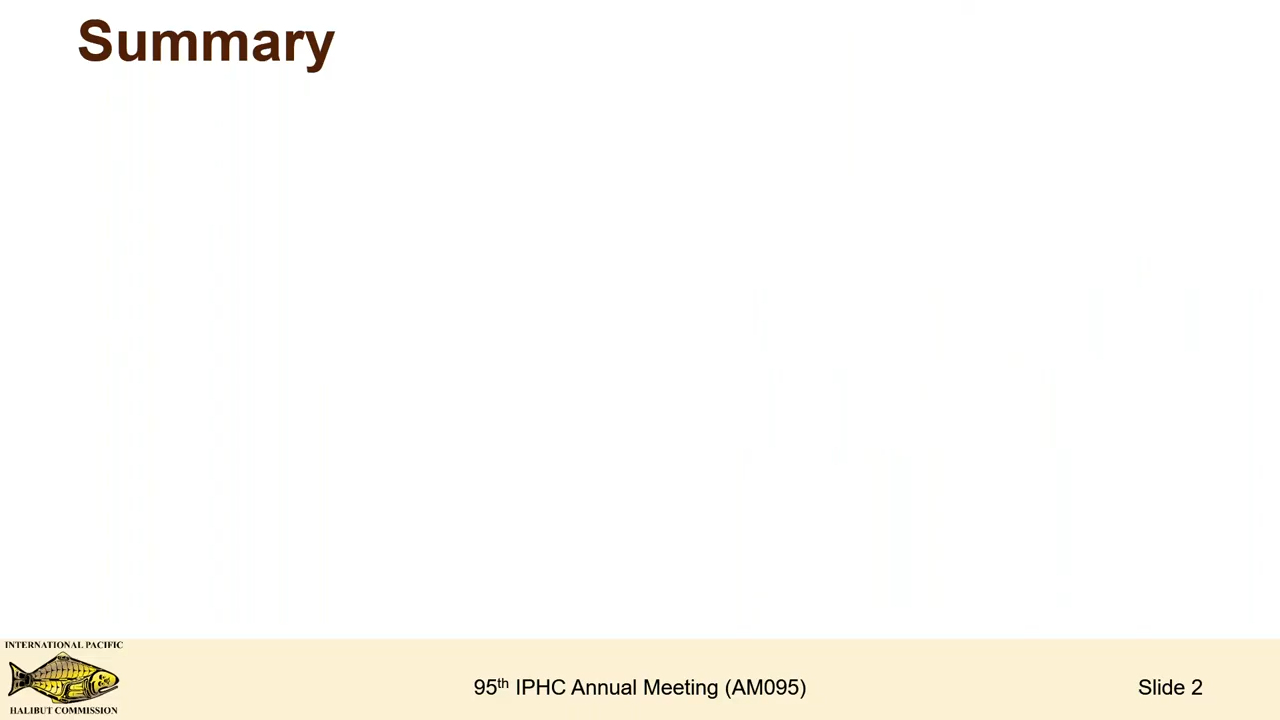 Summary
INTERNATIONAL PACIFIC
HALIBUT COMMISSION
95th IPHC Annual Meeting (AM095)
Slide 2